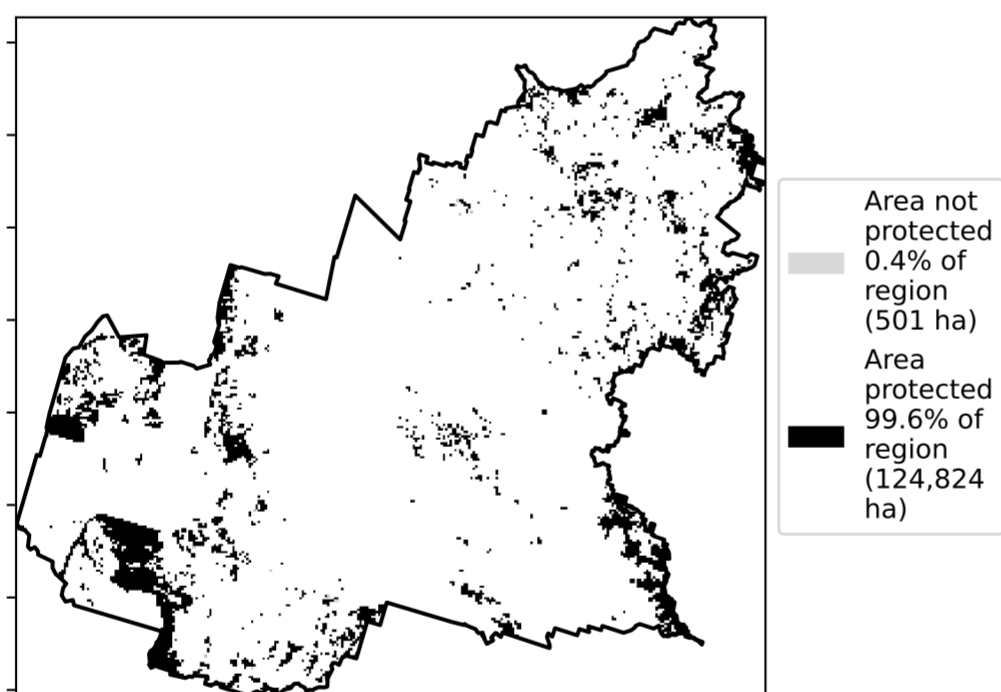 Area not
protected
0.4% of
region
(501 ha)
Area
protected
99.6% of
region
(124,824
ha)